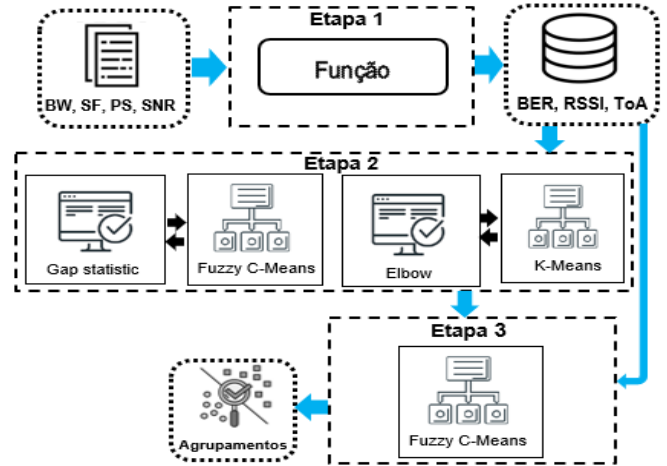 Etapa 1
Função
BW, SF, PS, SNR
BER, RSSI, ToA
Etapa 2
Gap statistic
Fuzzy C-Means
Elbow
K-Means
Etapa 3
Fuzzy C-Means
Agrupamentos